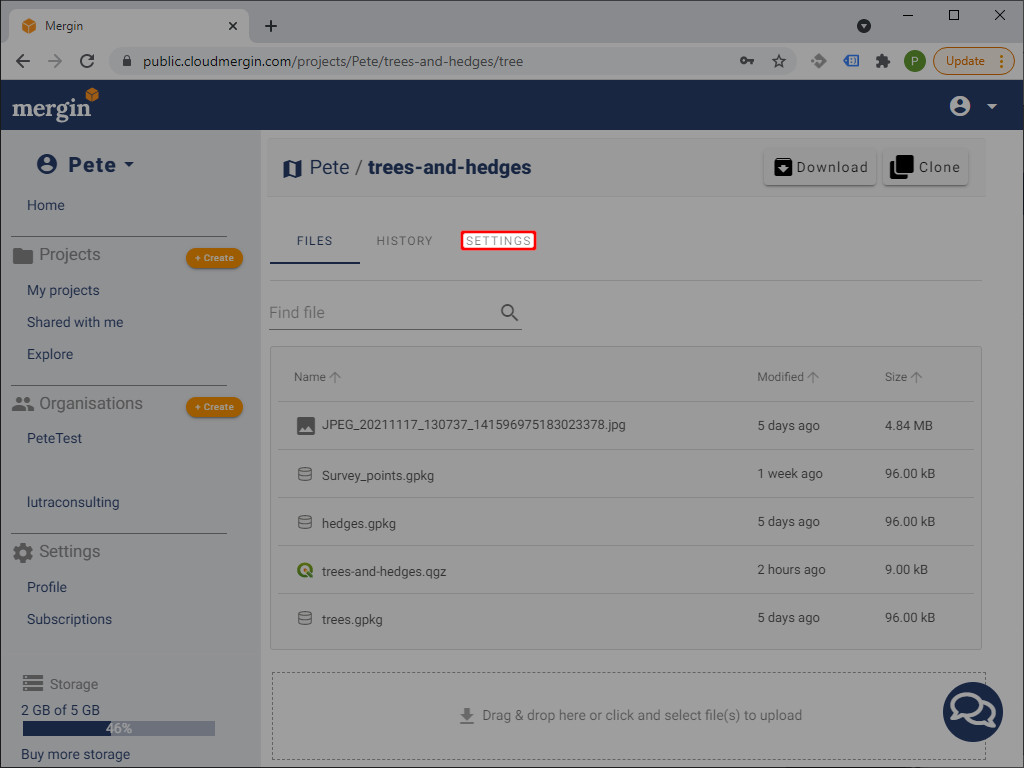 Mergin
public.cloudmergin.com/projects/Pete/trees-and-hedges/tree
P
Update
mergin
Pete
Home
Projects
+ Create
My projects
Shared with me
Explore
Organisations
+ Create
PeteTest
lutraconsulting
Settings
Profile
Subscriptions
Storage
2 GB of 5 GB
46%
Buy more storage
Pete / trees-and-hedges
Download
Clone
FILES HISTORY SETTINGS
Find file
Name Modified Size
JPEG_20211117_130737_141596975183023378.jpg 5 days ago 4.84 MB
Survey_points.gpkg 1 week ago 96.00 kB
hedges.gpkg 5 days ago 96.00 kB
trees-and-hedges.qgz 2 hours ago 9.00 kB
trees.gpkg 5 days ago 96.00 kB
Drag & drop here or click and select file(s) to upload